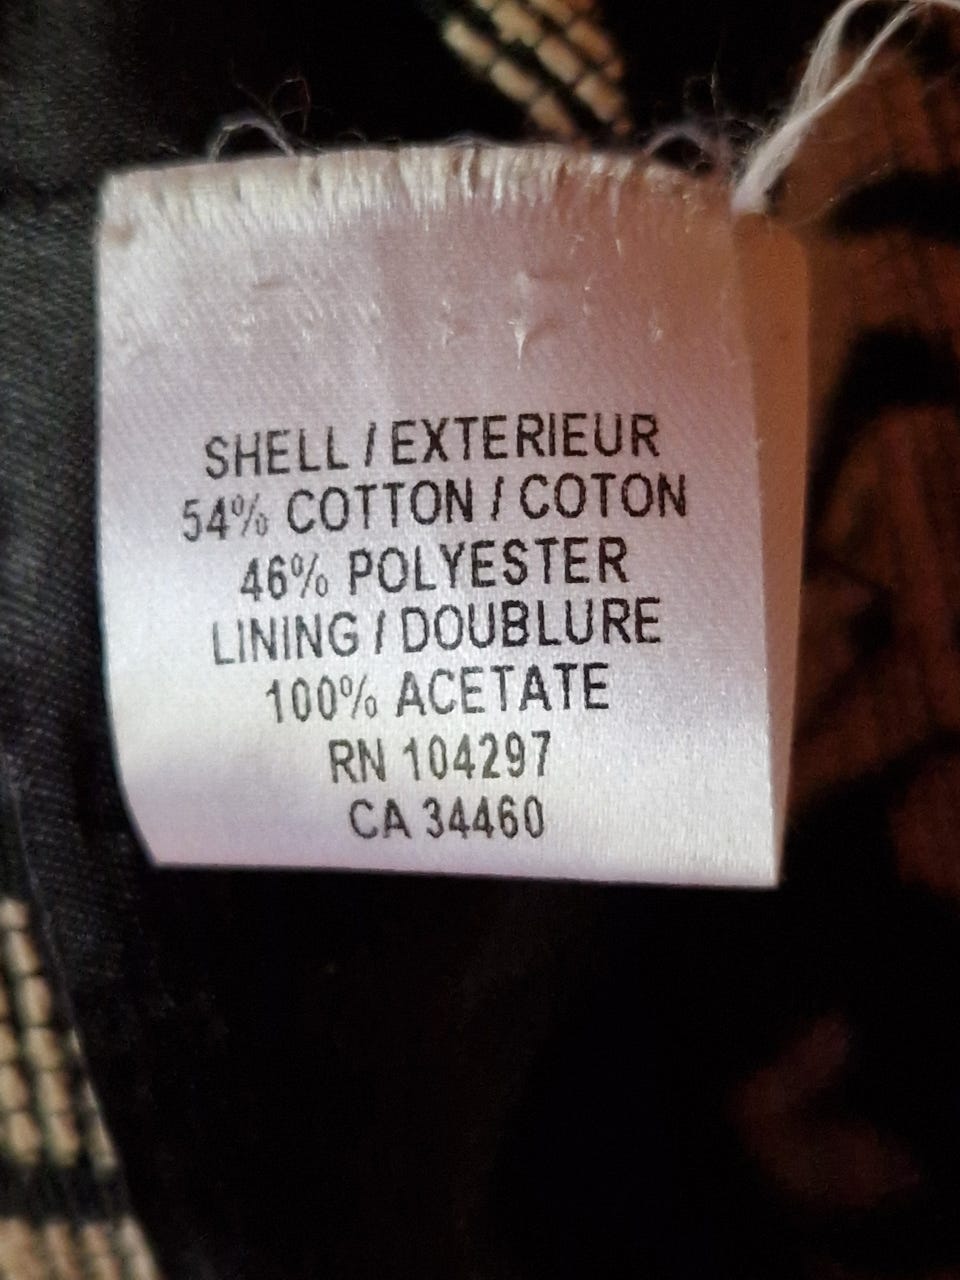 SHELL / EXTERIEUR
54% COTTON / COTON
46% POLYESTER
LINING / DOUBLURE
100% ACETATE
RN 104297
CA 34460